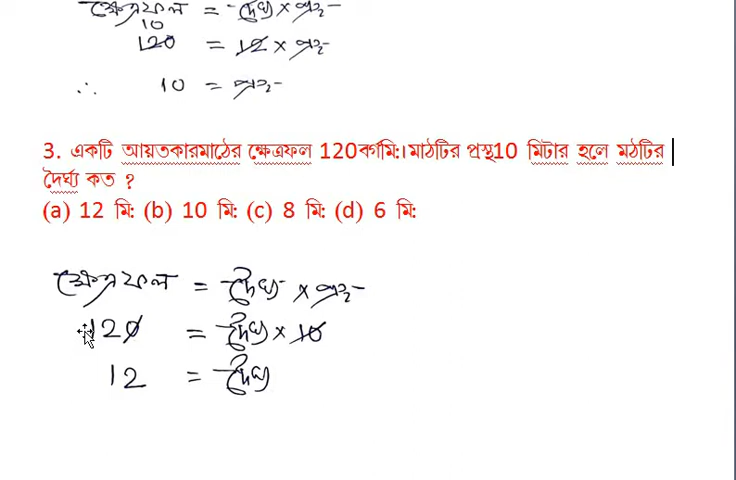 ক্ষেত্রফল = দৈর্ঘ্য × প্রস্থ
10
120 = 12 × প্রস্থ
∴ 10 = প্রস্থ
3. একটি আয়তকারমাঠের ক্ষেত্রফল 120বর্গমি:।মাঠটির প্রস্থ10 মিটার হলে মঠটির
দৈর্ঘ্য কত ?
(a) 12 মি: (b) 10 মি: (c) 8 মি: (d) 6 মি:
ক্ষেত্রফল = দৈর্ঘ্য × প্রস্থ
120 = দৈর্ঘ্য × 10
12 = দৈর্ঘ্য